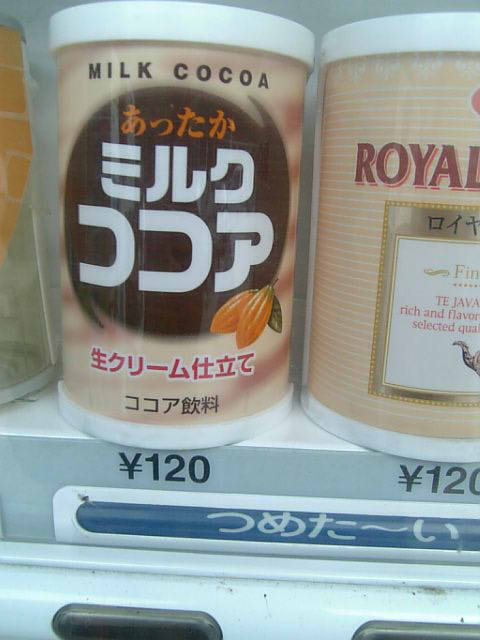 MILK COCOA
あったか
ミルク
ココア
生クリーム仕立て
ココア飲料
¥120
ROYAL
ロイヤ
Fin
TE JAVA
rich and flavor
selected qual
¥120
つめた〜い